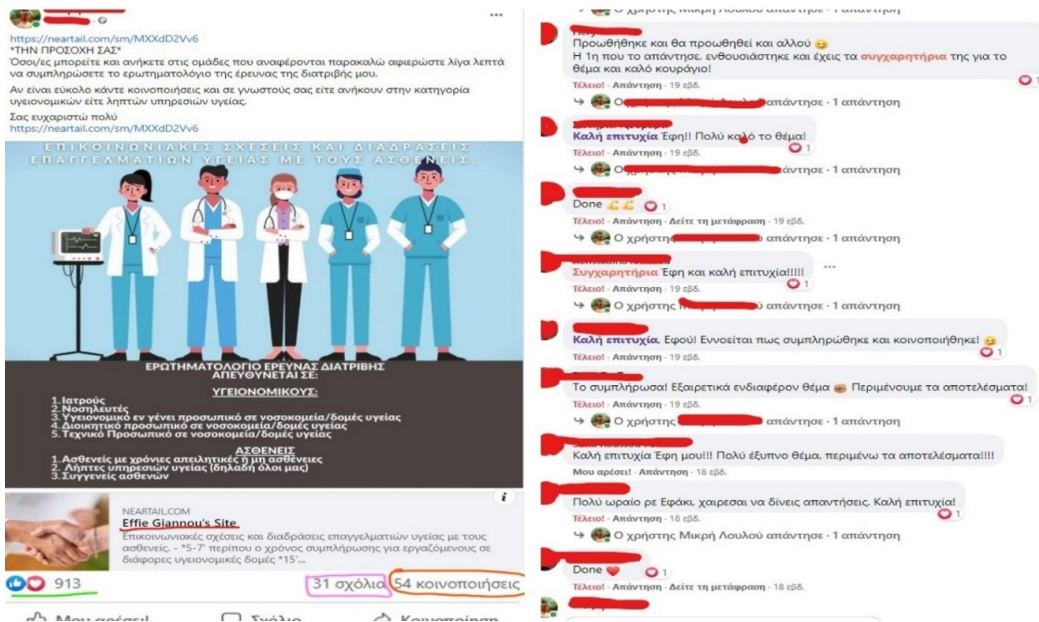 https://neartail.com/sm/MXXdD2Vv6
*ΤΗΝ ΠΡΟΣΟΧΗ ΣΑΣ*
Όσοι/ες μπορείτε και ανήκετε στις ομάδες που αναφέρονται παρακαλώ αφιερώστε λίγα λεπτά
να συμπληρώσετε το ερωτηματολόγιο της έρευνας της διατριβής μου.
Αν είναι εύκολο κάντε κοινοποιήσεις και σε γνωστούς σας είτε ανήκουν στην κατηγορία
υγειονομικών είτε ληπτών υπηρεσιών υγείας.
Σας ευχαριστώ πολύ
https://neartail.com/sm/MXXdD2Vv6
ΕΠΙΚΟΙΝΩΝΙΑΚΕΣ ΣΧΕΣΕΙΣ ΚΑΙ ΔΙΑΔΡΑΣΕΙΣ
ΕΠΑΓΓΕΛΜΑΤΙΩΝ ΥΓΕΙΑΣ ΜΕ ΤΟΥΣ ΑΣΘΕΝΕΙΣ.
ΕΡΩΤΗΜΑΤΟΛΟΓΙΟ ΕΡΕΥΝΑΣ ΔΙΑΤΡΙΒΗΣ
ΑΠΕΥΘΥΝΕΤΑΙ ΣΕ:
ΥΓΕΙΟΝΟΜΙΚΟΥΣ:
1. Ιατρούς
2. Νοσηλευτές
3. Υγειονομικό εν γένει προσωπικό σε νοσοκομεία/δομές υγείας
4. Διοικητικό προσωπικό σε νοσοκομεία/δομές υγείας
5. Τεχνικό Προσωπικό σε νοσοκομεία/δομές υγείας
ΑΣΘΕΝΕΙΣ
1. Ασθενείς με χρόνιες απειλητικές ή μη ασθένειες
2. Λήπτες υπηρεσιών υγείας (δηλαδή όλοι μας)
3. Συγγενείς ασθενών
NEARTAIL.COM
Effie Giannou's Site
Επικοινωνιακές σχέσεις και διαδράσεις επαγγελματιών υγείας με τους
ασθενείς. - *5-7' περίπου ο χρόνος συμπλήρωσης για εργαζόμενους σε
διάφορες υγειονομικές δομές *15'...
913
31 σχόλια 54 κοινοποιήσεις
Μου αρέσει! Σχόλιο Κοινοποίηση
Ο χρήστης Μικρή Λουλού απάντησε · 1 απάντηση
Προωθήθηκε και θα προωθηθεί και αλλού
Η 1η που το απάντησε, ενθουσιάστηκε και έχεις τα συγχαρητήρια της για το
θέμα και καλό κουράγιο!
1
Τέλειο! · Απάντηση · 19 εβδ.
απάντησε · 1 απάντηση
Καλή επιτυχία Έφη!! Πολύ καλό το θέμα!
1
Τέλειο! · Απάντηση · 19 εβδ.
απάντησε · 1 απάντηση
Done 1
Τέλειο! · Απάντηση · Δείτε τη μετάφραση · 19 εβδ.
Ο χρήστης απάντησε · 1 απάντηση
Συγχαρητήρια Έφη και καλή επιτυχία!!!!!
1
Τέλειο! · Απάντηση · 19 εβδ.
Ο χρήστης απάντησε · 1 απάντηση
Καλή επιτυχία, Εφού! Εννοείται πως συμπληρώθηκε και κοινοποιήθηκε!
1
Τέλειο! · Απάντηση · 19 εβδ.
Το συμπλήρωσα! Εξαιρετικά ενδιαφέρον θέμα Περιμένουμε τα αποτελέσματα!
1
Τέλειο! · Απάντηση · 19 εβδ.
Ο χρήστης απάντησε · 1 απάντηση
Καλή επιτυχία Έφη μου!!! Πολύ έξυπνο θέμα, περιμένω τα αποτελέσματα!!!!
Μου αρέσει! · Απάντηση · 18 εβδ.
Πολύ ωραίο ρε Εφάκι, χαιρεσαι να δίνεις απαντήσεις, Καλή επιτυχία!
1
Τέλειο! · Απάντηση · 18 εβδ.
Ο χρήστης Μικρή Λουλού απάντησε · 1 απάντηση
Done 1
Τέλειο! · Απάντηση · Δείτε τη μετάφραση · 18 εβδ.